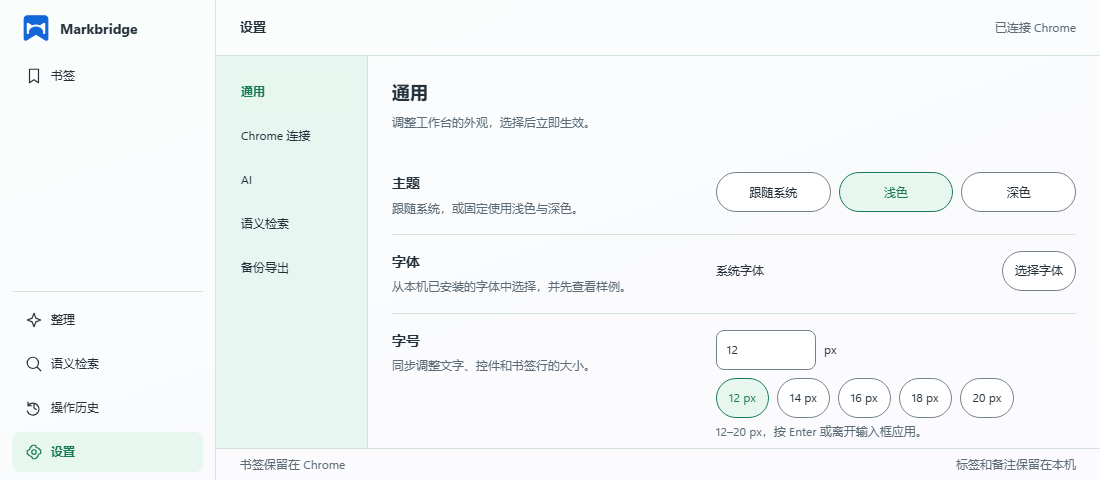 Markbridge
书签
整理
语义检索
操作历史
设置
设置
已连接 Chrome
通用
Chrome 连接
AI
语义检索
备份导出
通用
调整工作台的外观，选择后立即生效。
主题
跟随系统，或固定使用浅色与深色。
跟随系统
浅色
深色
字体
从本机已安装的字体中选择，并先查看样例。
系统字体
选择字体
字号
同步调整文字、控件和书签行的大小。
12
px
12 px
14 px
16 px
18 px
20 px
12–20 px，按 Enter 或离开输入框应用。
书签保留在 Chrome
标签和备注保留在本机